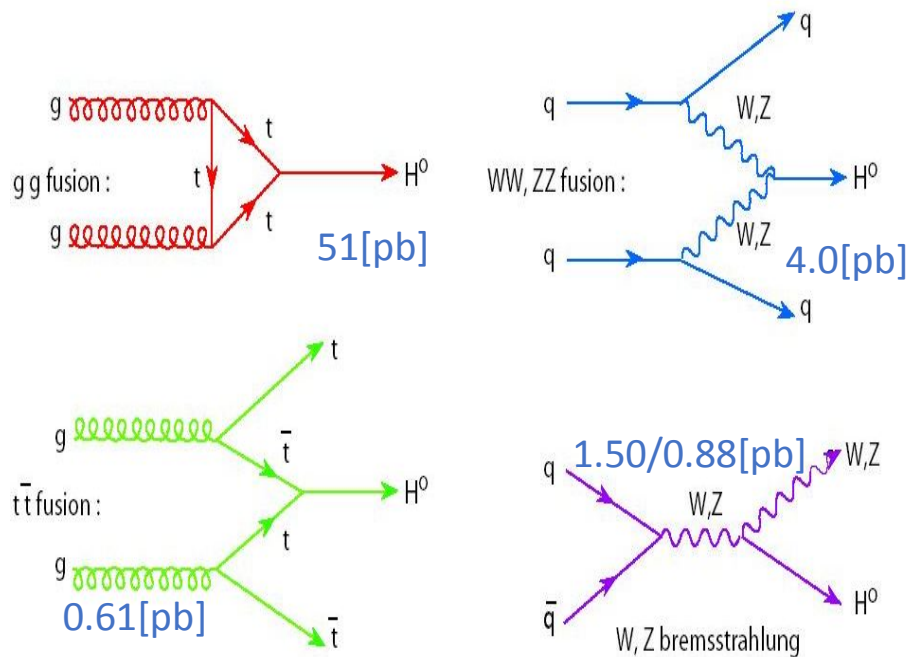 g
t
g g fusion :
t
H⁰
g
t
51[pb]
q
q
W,Z
WW, ZZ fusion :
H⁰
W,Z
q
4.0[pb]
q
t
g
t̅
t t̅ fusion :
H⁰
t
g
0.61[pb]
t̅
1.50/0.88[pb]
q
W,Z
W,Z
q̅
H⁰
W, Z bremsstrahlung